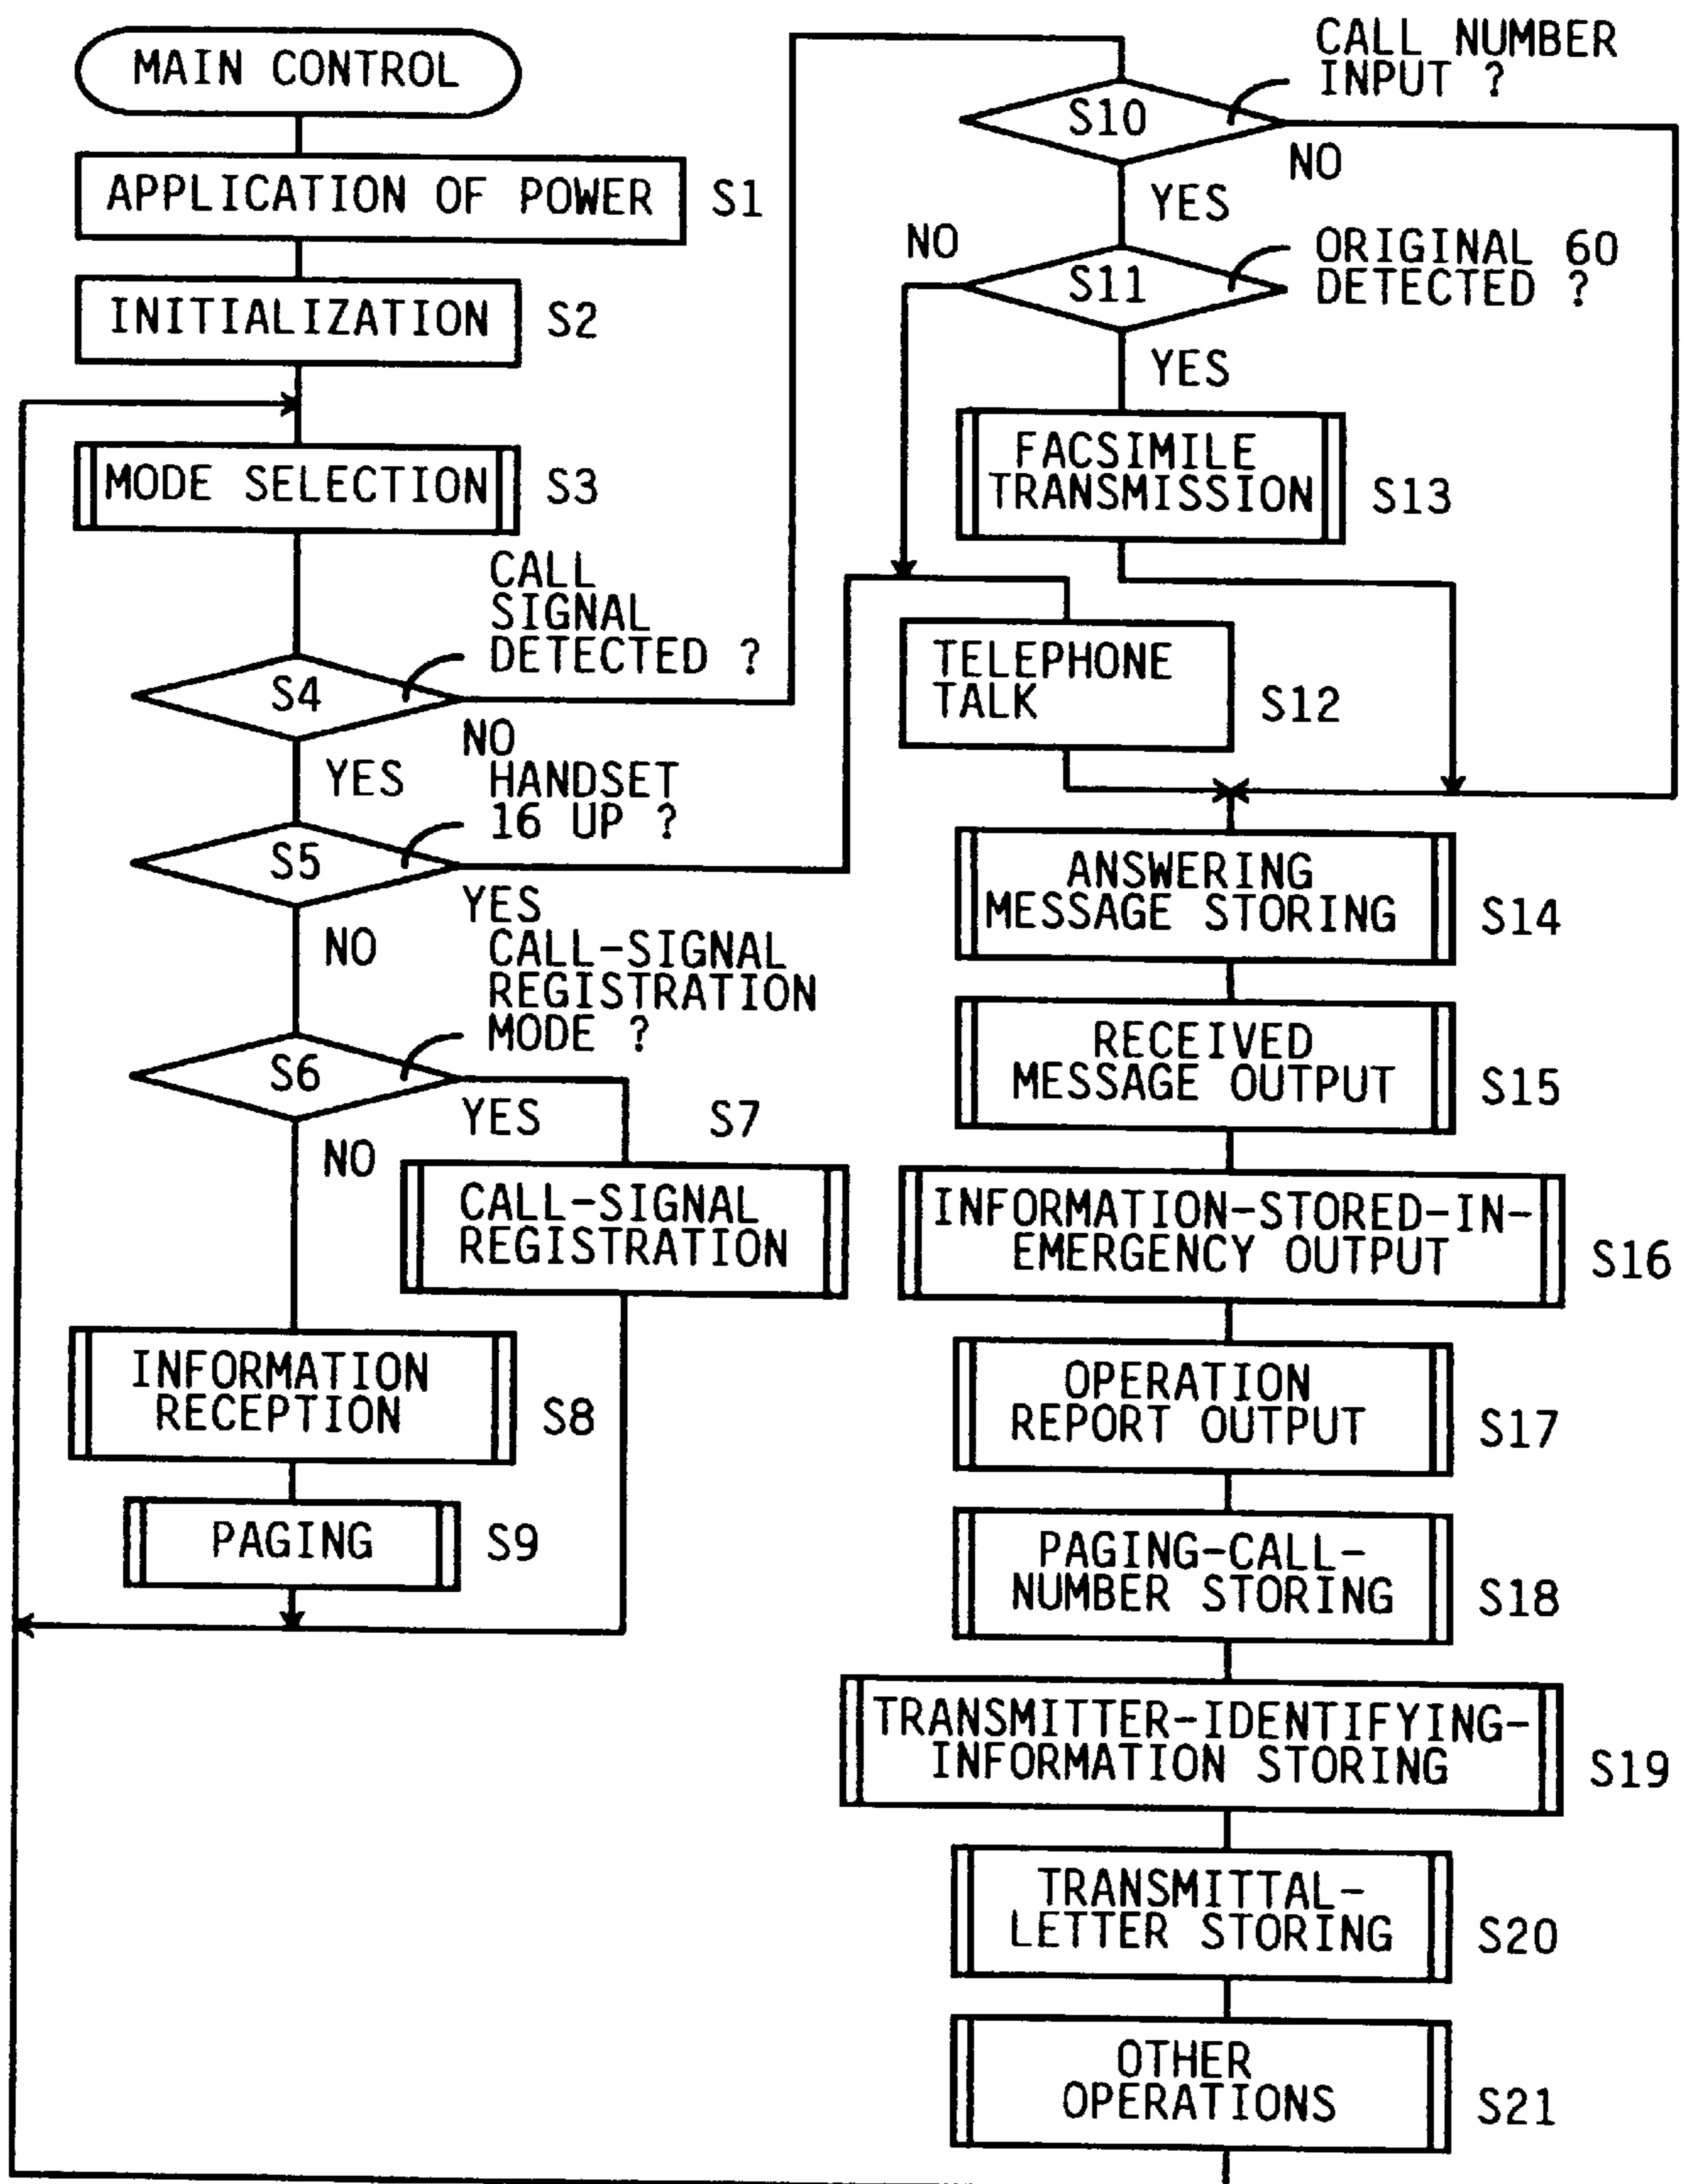 MAIN CONTROL
APPLICATION OF POWER
S1
INITIALIZATION
S2
MODE SELECTION
S3
CALL
SIGNAL
DETECTED ?
S4
NO
YES
HANDSET
16 UP ?
S5
YES
NO
CALL-SIGNAL
REGISTRATION
MODE ?
S6
YES
NO
S7
CALL-SIGNAL
REGISTRATION
INFORMATION
RECEPTION
S8
PAGING
S9
CALL NUMBER
INPUT ?
S10
NO
YES
NO
ORIGINAL 60
DETECTED ?
S11
YES
FACSIMILE
TRANSMISSION
S13
TELEPHONE
TALK
S12
ANSWERING
MESSAGE STORING
S14
RECEIVED
MESSAGE OUTPUT
S15
INFORMATION-STORED-IN-
EMERGENCY OUTPUT
S16
OPERATION
REPORT OUTPUT
S17
PAGING-CALL-
NUMBER STORING
S18
TRANSMITTER-IDENTIFYING-
INFORMATION STORING
S19
TRANSMITTAL-
LETTER STORING
S20
OTHER
OPERATIONS
S21